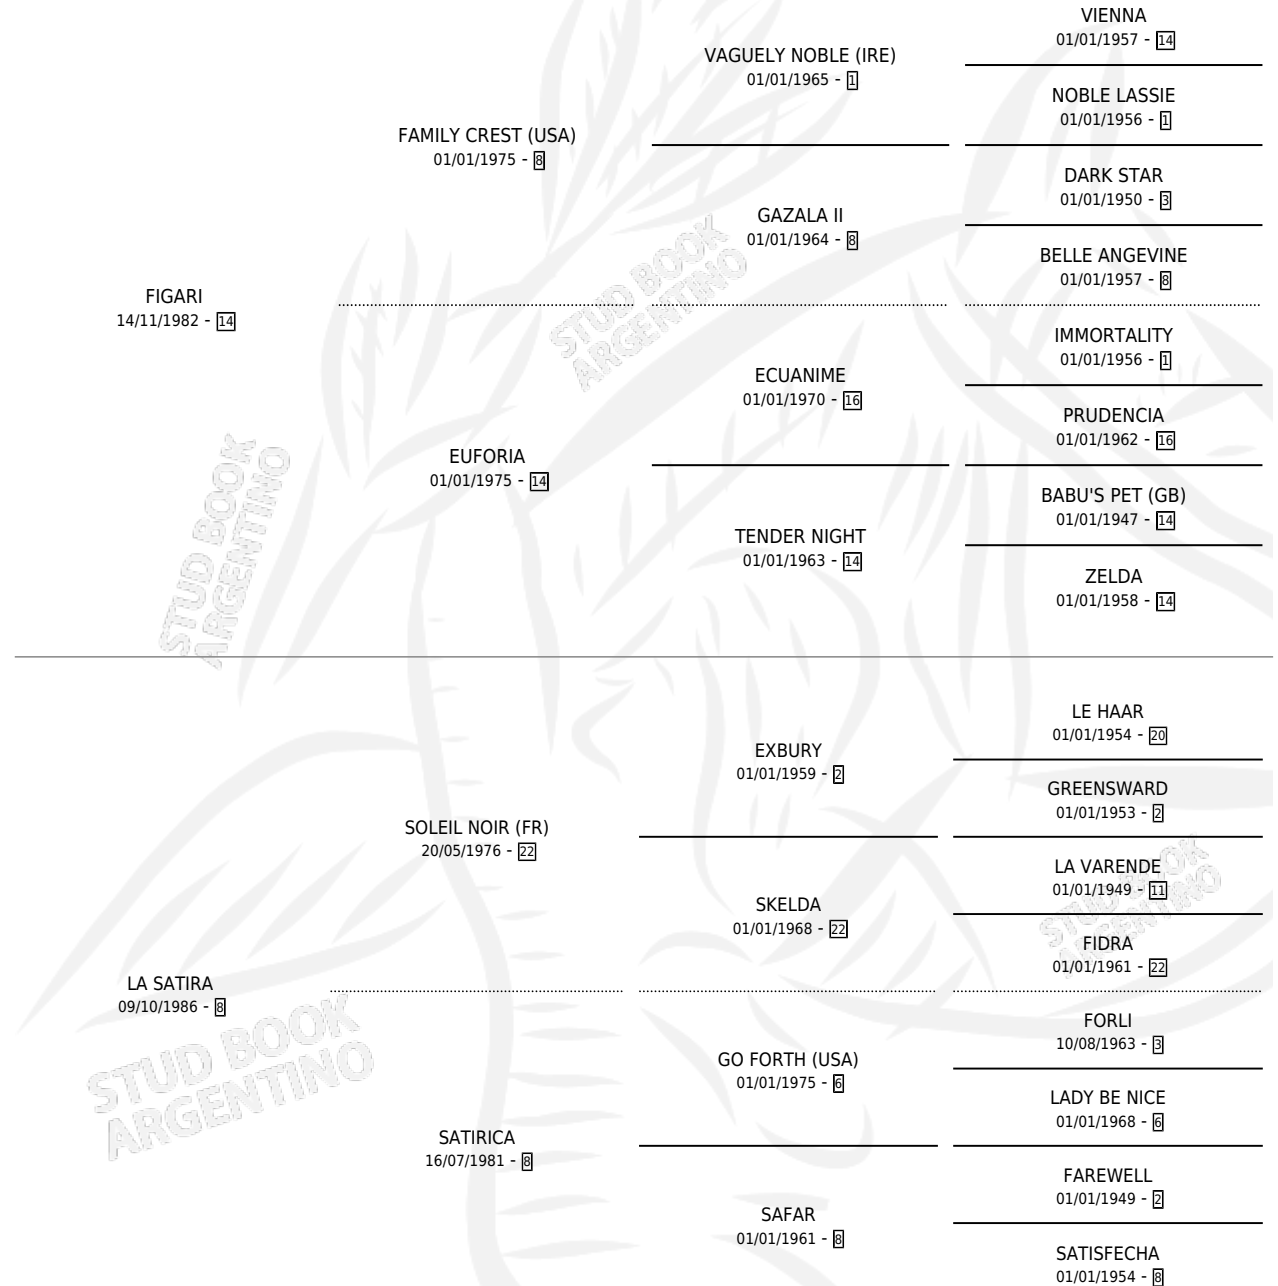 VIENNA
01/01/1957 - 14
VAGUELY NOBLE (IRE)
01/01/1965 - 1
NOBLE LASSIE
01/01/1956 - 1
FAMILY CREST (USA)
01/01/1975 - 8
DARK STAR
01/01/1950 - 3
GAZALA II
01/01/1964 - 8
BELLE ANGEVINE
01/01/1957 - 8
FIGARI
14/11/1982 - 14
IMMORTALITY
01/01/1956 - 1
ECUANIME
01/01/1970 - 16
PRUDENCIA
01/01/1962 - 16
EUFORIA
01/01/1975 - 14
BABU'S PET (GB)
01/01/1947 - 14
TENDER NIGHT
01/01/1963 - 14
ZELDA
01/01/1958 - 14
LE HAAR
01/01/1954 - 20
EXBURY
01/01/1959 - 2
GREENSWARD
01/01/1953 - 2
SOLEIL NOIR (FR)
20/05/1976 - 22
LA VARENDE
01/01/1949 - 11
SKELDA
01/01/1968 - 22
FIDRA
01/01/1961 - 22
LA SATIRA
09/10/1986 - 8
FORLI
10/08/1963 - 3
GO FORTH (USA)
01/01/1975 - 6
LADY BE NICE
01/01/1968 - 6
SATIRICA
16/07/1981 - 8
FAREWELL
01/01/1949 - 2
SAFAR
01/01/1961 - 8
SATISFECHA
01/01/1954 - 8
STUD BOOK
ARGENTINO
STUD BOOK
ARGENTINO
STUD BOOK
ARGENTINO
STUD BOOK
ARGENTINO